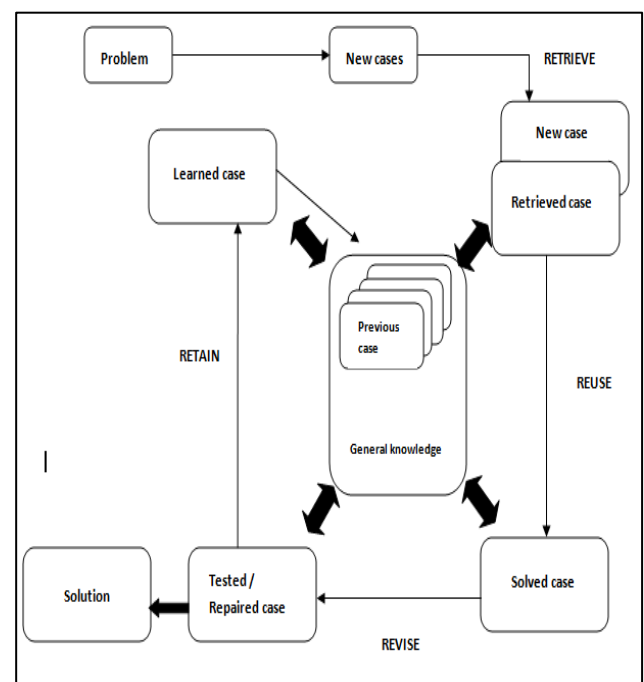 Problem
New cases
RETRIEVE
New case
Learned case
Retrieved case
Previous
case
RETAIN
REUSE
General knowledge
Solution
Tested /
Repaired case
Solved case
REVISE